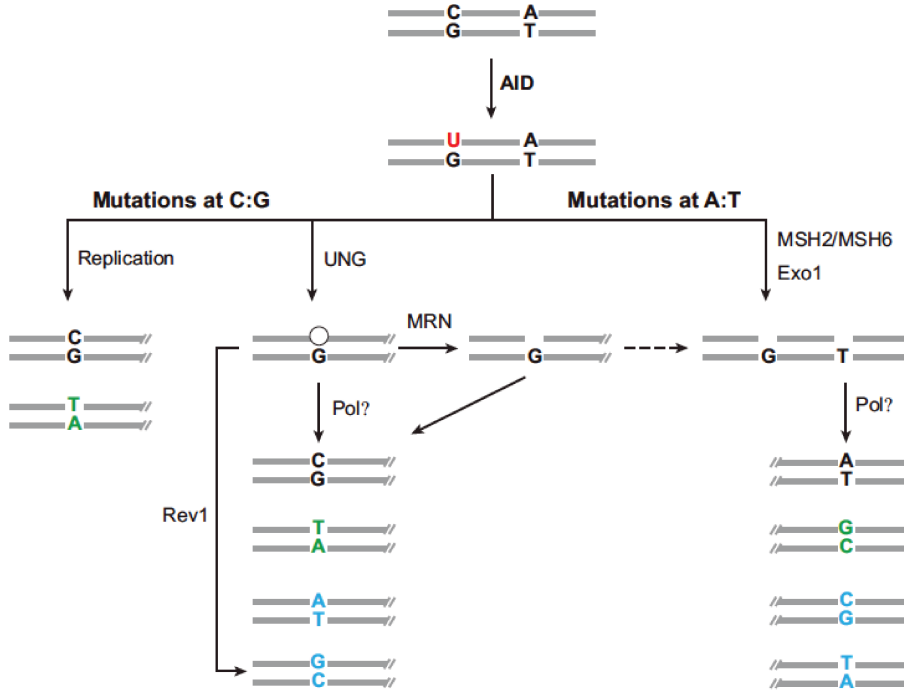 C A
G T
AID
U A
G T
Mutations at C:G Mutations at A:T
Replication
UNG
MSH2/MSH6
Exo1
MRN
C
G
G
G
G T
T
A
Pol?
Pol?
Rev1
C
G
T
A
A
T
G
C
A
T
G
C
C
G
T
A